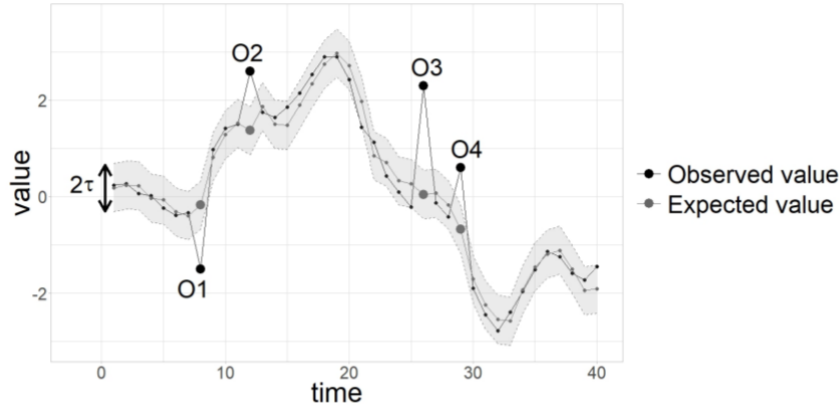 O2
O3
O4
2
Observed value
2τ
0
Expected value
value
O1
-2
0
10
20
30
40
time